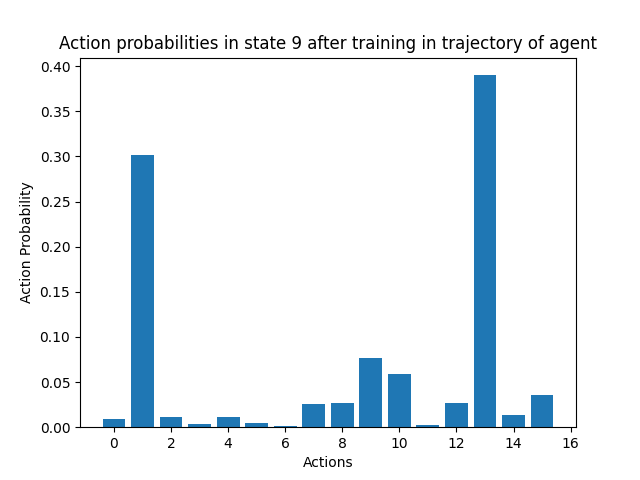 Action probabilities in state 9 after training in trajectory of agent
0.40
0.35
0.30
0.25
0.20
0.15
0.10
0.05
0.00
Action Probability
0 2 4 6 8 10 12 14 16
Actions